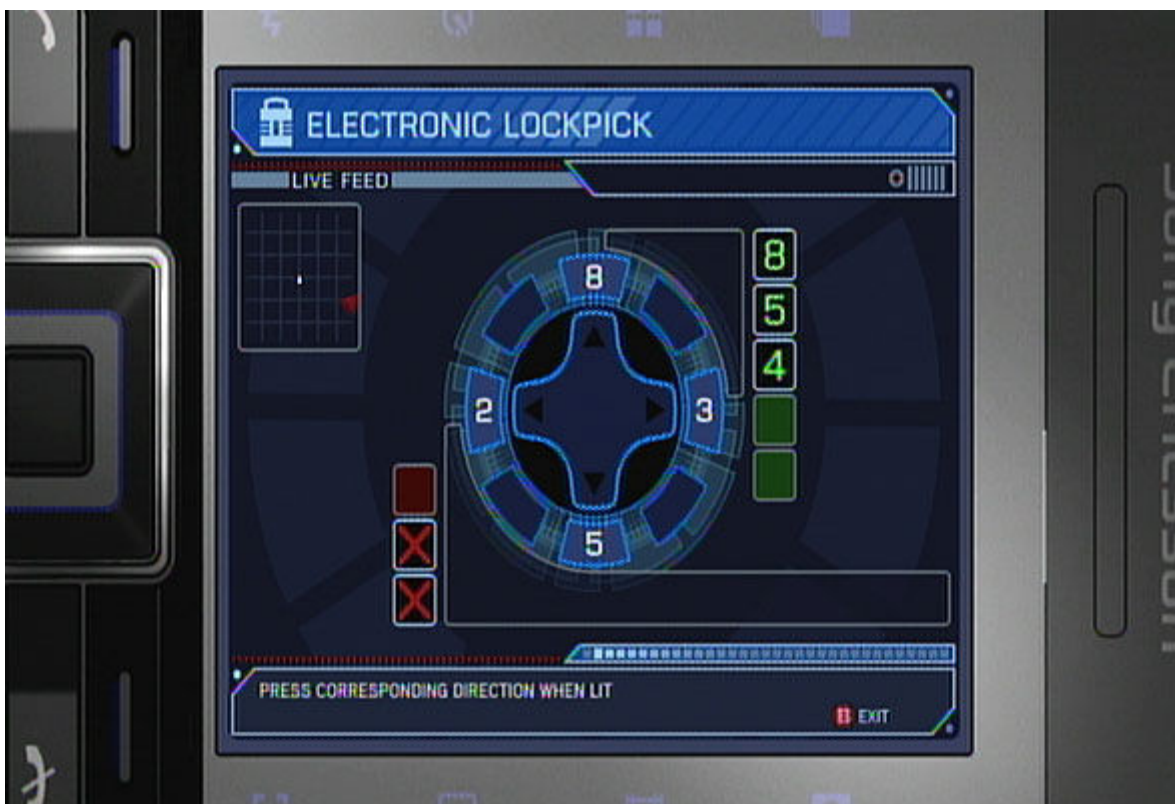 ELECTRONIC LOCKPICK
LIVE FEED
8
8
5
2
3
4
5
PRESS CORRESPONDING DIRECTION WHEN LIT
B EXIT